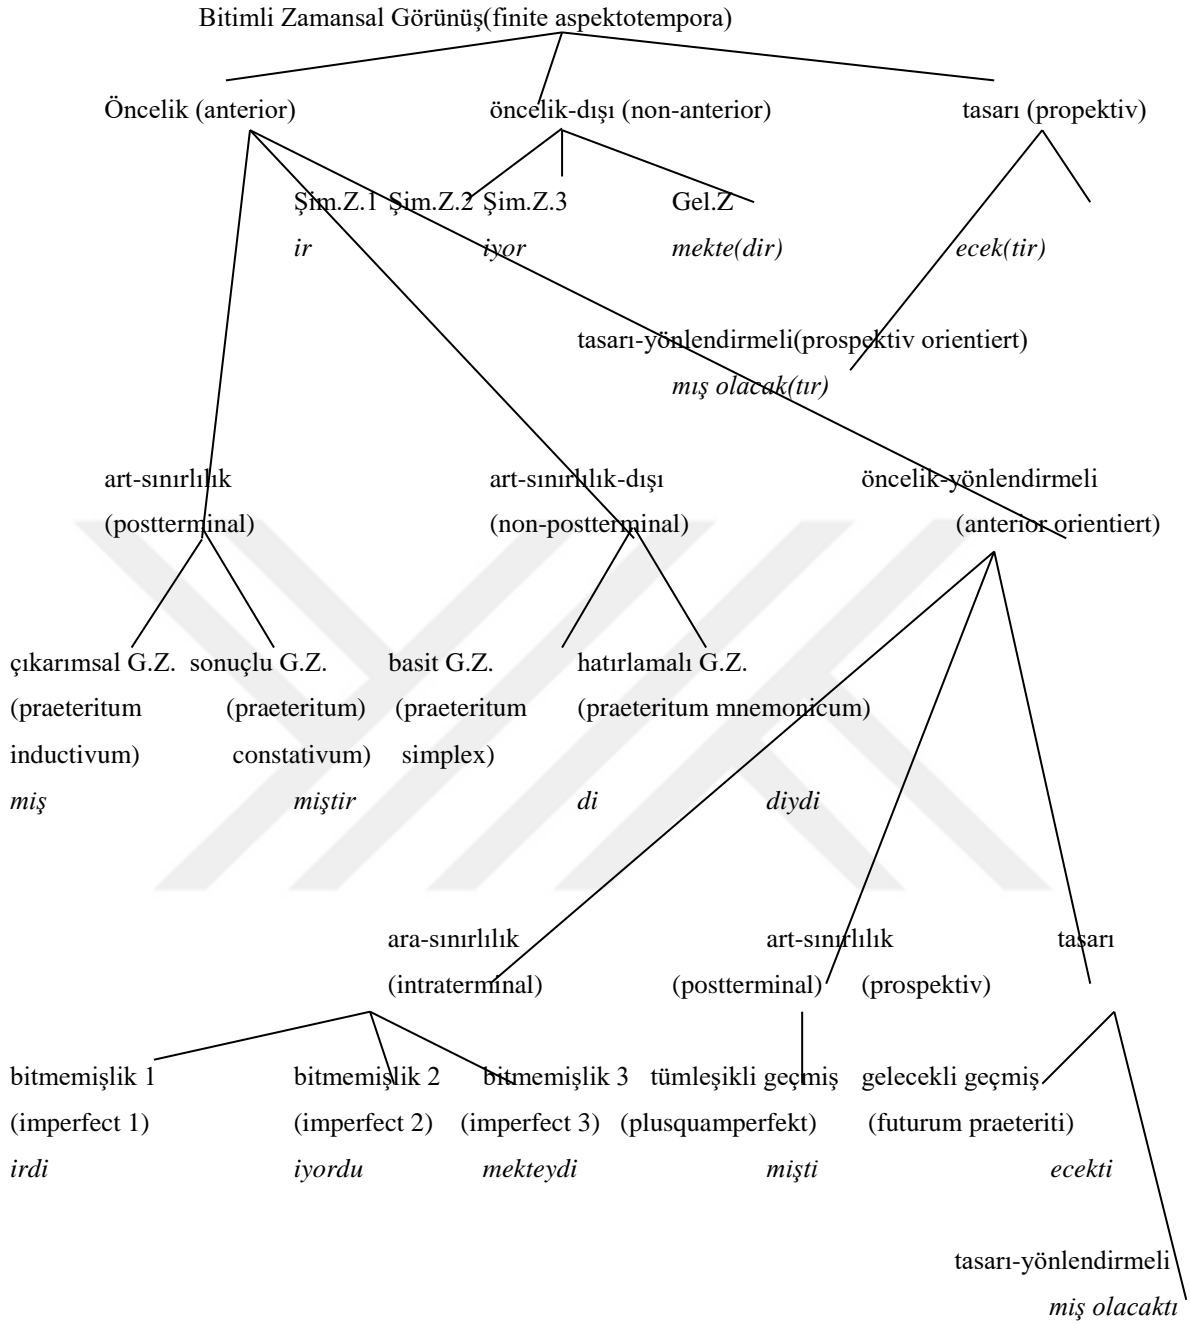 Bitimli Zamansal Görünüş(finite aspektotempora)
Öncelik (anterior) öncelik-dışı (non-anterior) tasarı (propektiv)
Şim.Z.1 Şim.Z.2 Şim.Z.3 Gel.Z
ir iyor mekte(dir) ecek(tir)
tasarı-yönlendirmeli(prospektiv orientiert)
mış olacak(tır)
art-sınırlılık art-sınırlılık-dışı öncelik-yönlendirmeli
(postterminal) (non-postterminal) (anterior orientiert)
çıkarımsal G.Z. sonuçlu G.Z. basit G.Z. hatırlamalı G.Z.
(praeteritum (praeteritum) (praeteritum (praeteritum mnemonicum)
inductivum) constativum) simplex)
miş miştir di diydi
ara-sınırlılık art-sınırlılık tasarı
(intraterminal) (postterminal) (prospektiv)
bitmemişlik 1 bitmemişlik 2 bitmemişlik 3 tümleşikli geçmiş gelecekli geçmiş
(imperfect 1) (imperfect 2) (imperfect 3) (plusquamperfekt) (futurum praeteriti)
irdi iyordu mekteydi mişti ecekti
tasarı-yönlendirmeli
miş olacaktı